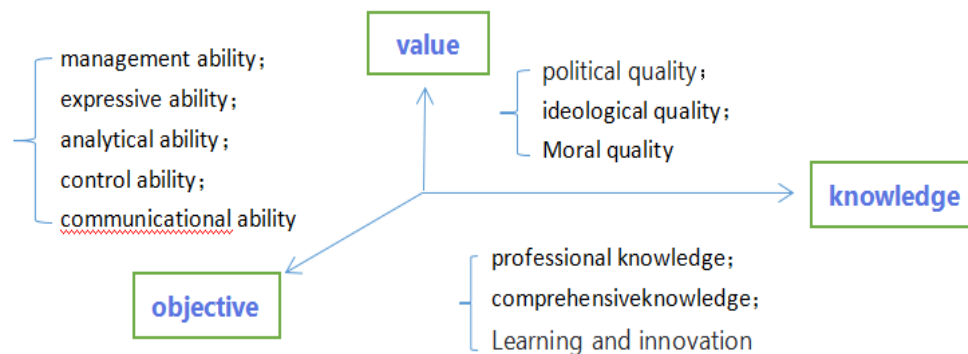 value
management ability；
expressive ability；
analytical ability；
control ability；
communicational ability
political quality；
ideological quality；
Moral quality
knowledge
objective
professional knowledge；
comprehensiveknowledge；
Learning and innovation